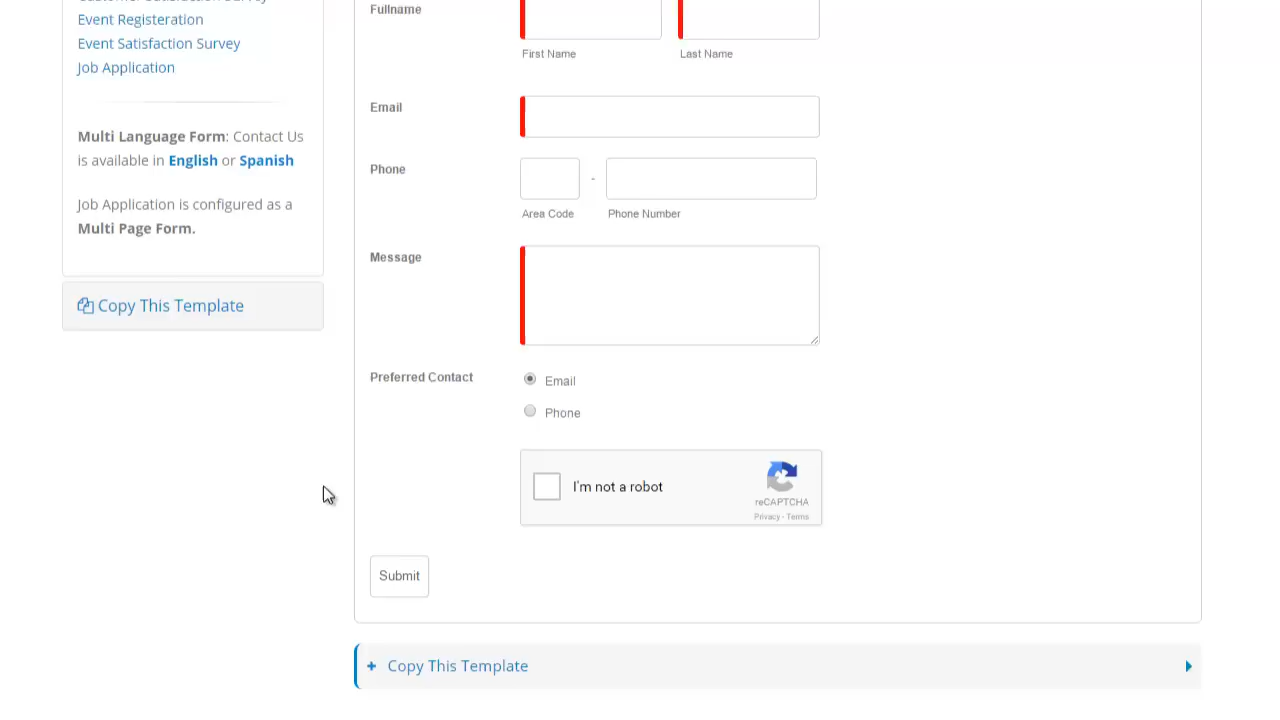 Event Registeration
Event Satisfaction Survey
Job Application
Multi Language Form: Contact Us
is available in English or Spanish
Job Application is configured as a
Multi Page Form.
Copy This Template
Fullname
First Name
Last Name
Email
Phone
-
Area Code
Phone Number
Message
Preferred Contact
Email
Phone
I'm not a robot
reCAPTCHA
Privacy - Terms
Submit
+ Copy This Template